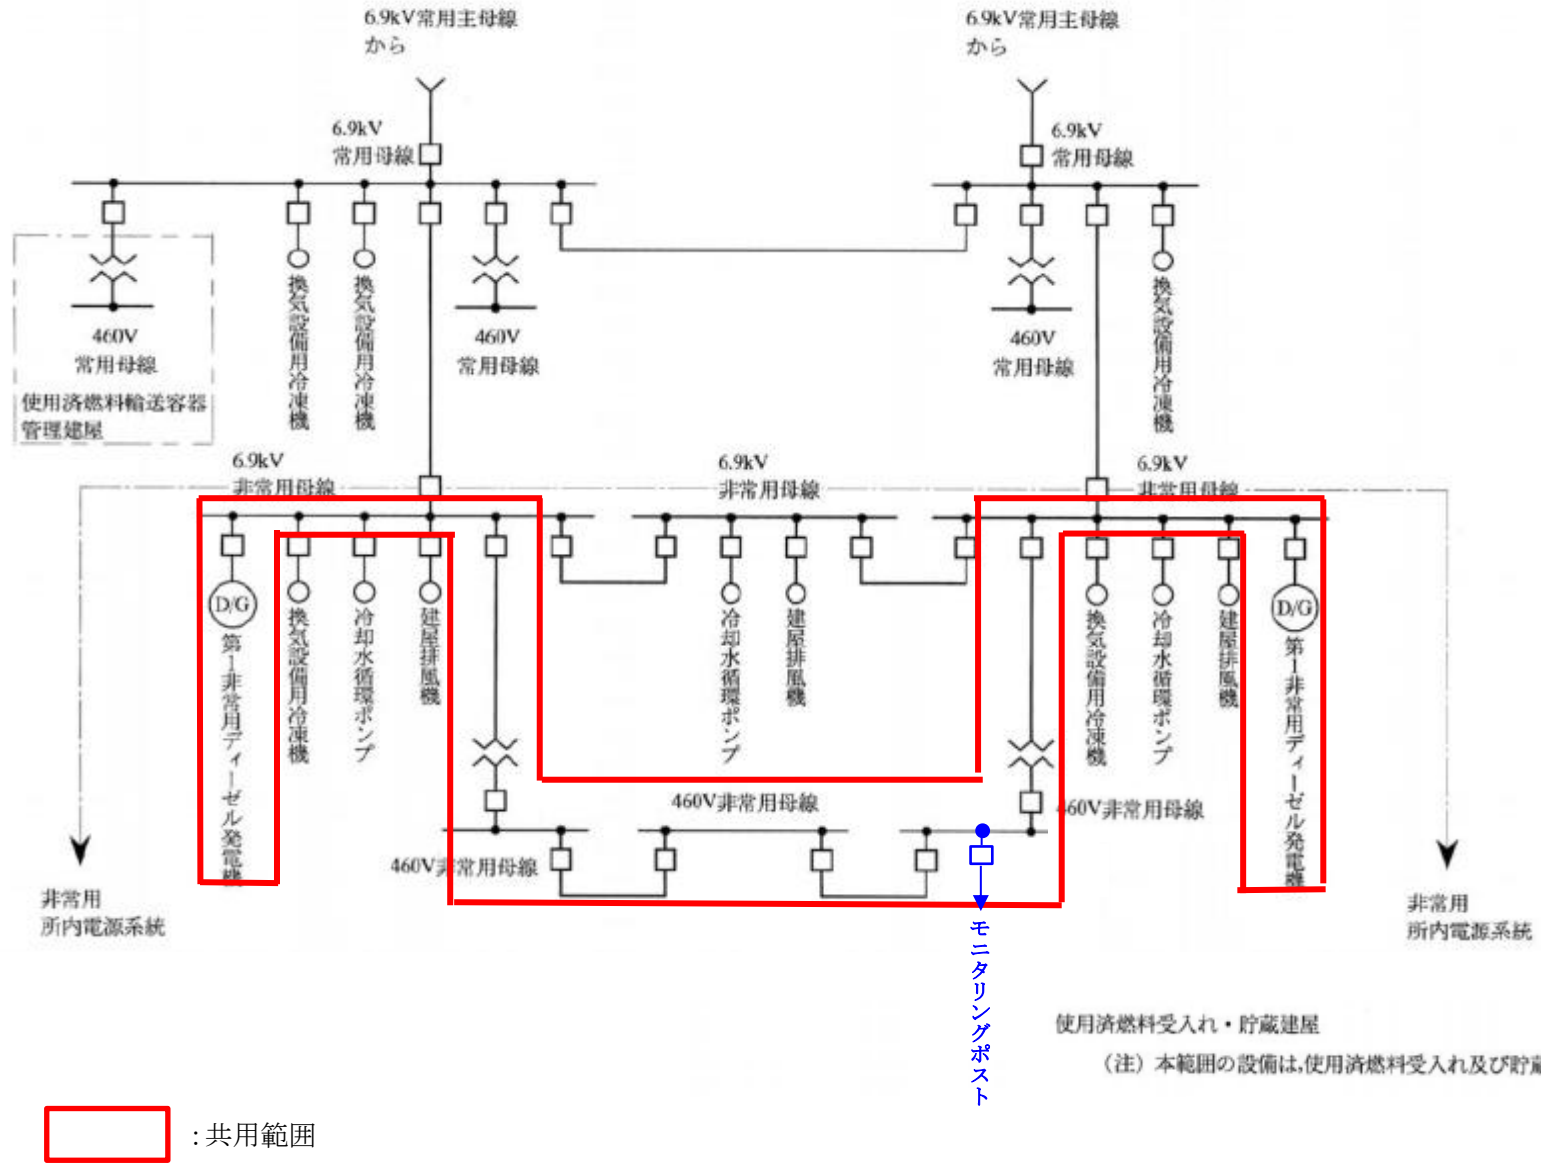 6.9kV常用主母線
から
6.9kV常用主母線
から
6.9kV
常用母線
6.9kV
常用母線
換気設備用冷凍機
換気設備用冷凍機
換気設備用冷凍機
460V
常用母線
460V
常用母線
460V
常用母線
使用済燃料輸送容器
管理建屋
6.9kV
非常用母線
6.9kV
非常用母線
6.9kV
非常用母線
D/G
第1非常用ディーゼル発電機
換気設備用冷凍機
冷却水循環ポンプ
建屋排風機
冷却水循環ポンプ
建屋排風機
換気設備用冷凍機
冷却水循環ポンプ
建屋排風機
D/G
第1非常用ディーゼル発電機
460V非常用母線
460V非常用母線
460V非常用母線
非常用
所内電源系統
非常用
所内電源系統
モニタリングポスト
使用済燃料受入れ・貯蔵建屋
（注）本範囲の設備は,使用済燃料受入れ及び貯蔵
: 共用範囲